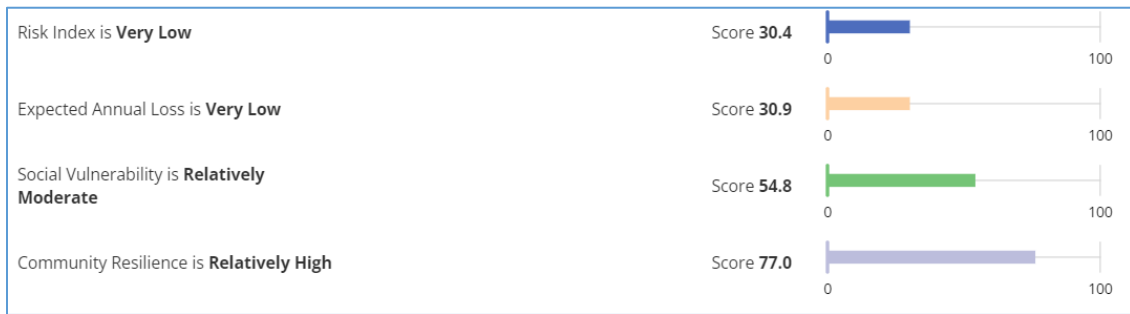 Risk Index is Very Low Score 30.4
0 100
Expected Annual Loss is Very Low Score 30.9
0 100
Social Vulnerability is Relatively
Moderate
Score 54.8
0 100
Community Resilience is Relatively High Score 77.0
0 100